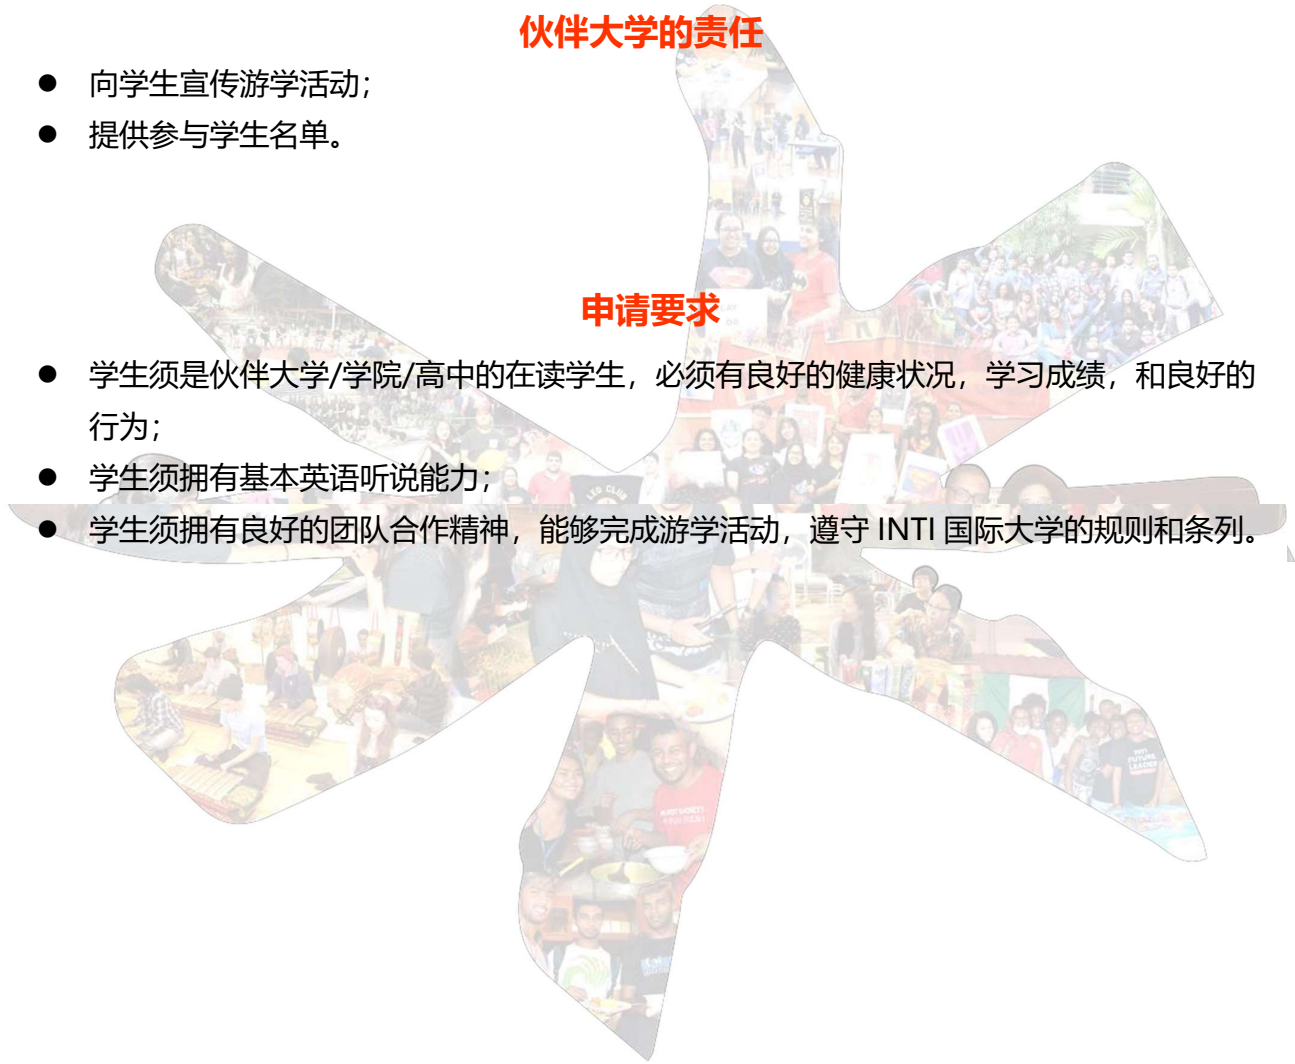 伙伴大学的责任
● 向学生宣传游学活动；
● 提供参与学生名单。
申请要求
● 学生须是伙伴大学/学院/高中的在读学生，必须有良好的健康状况，学习成绩，和良好的
行为；
● 学生须拥有基本英语听说能力；
● 学生须拥有良好的团队合作精神，能够完成游学活动，遵守 INTI 国际大学的规则和条列。
LEO CLUB
FUTURE
LEADER